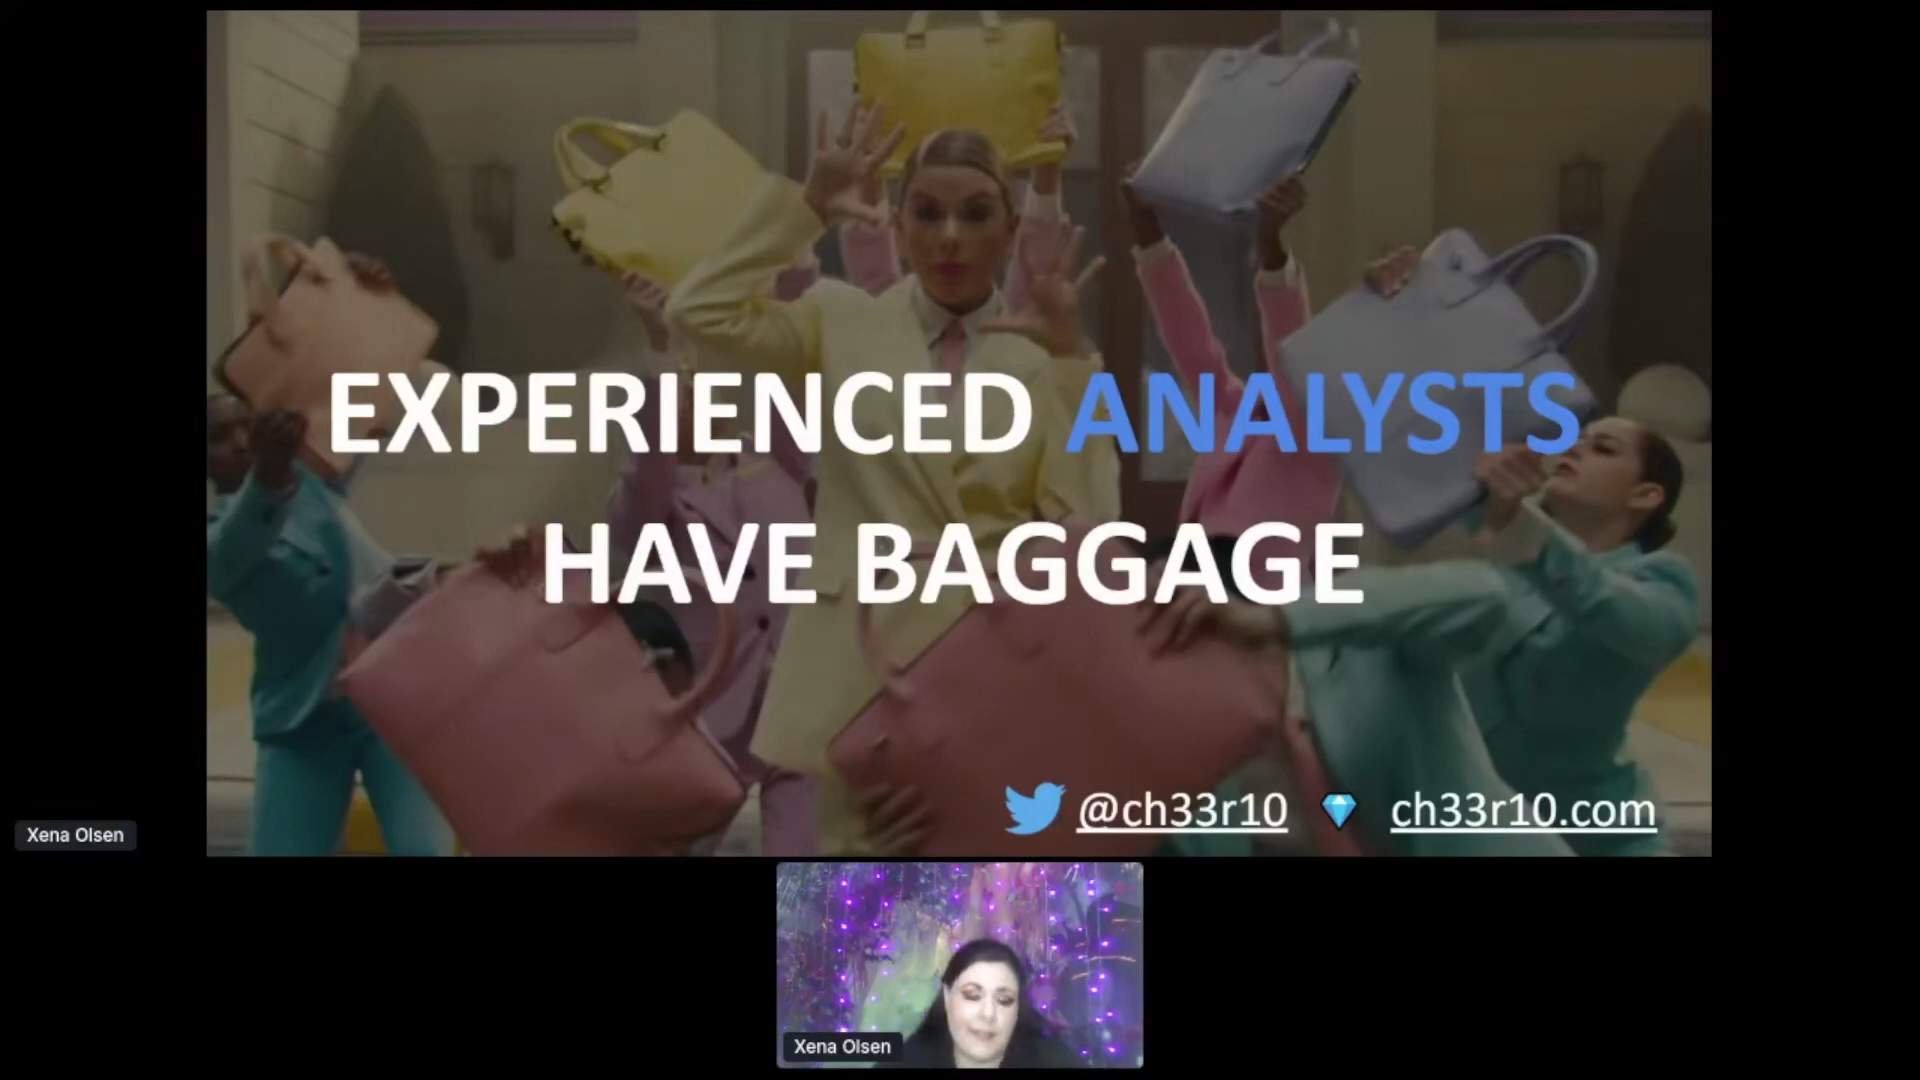 EXPERIENCED ANALYSTS
HAVE BAGGAGE
@ch33r10 ch33r10.com
Xena Olsen
Xena Olsen